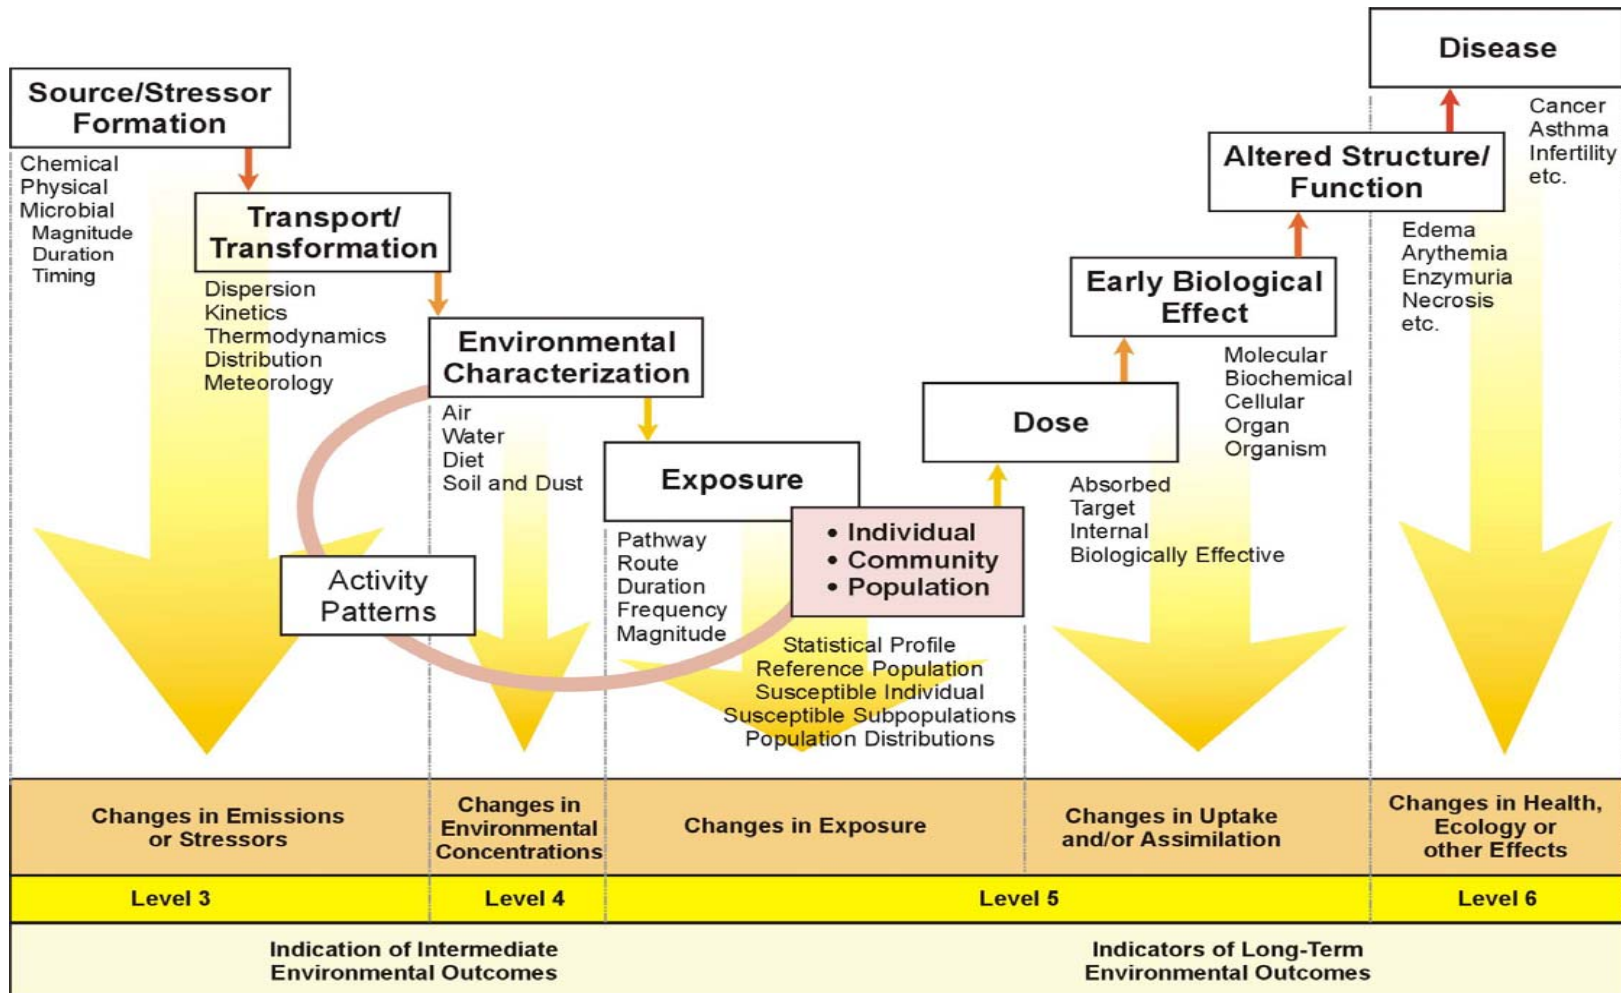 Source/Stressor
Formation
Chemical
Physical
Microbial
Magnitude
Duration
Timing
Transport/
Transformation
Dispersion
Kinetics
Thermodynamics
Distribution
Meteorology
Environmental
Characterization
Air
Water
Diet
Soil and Dust
Activity
Patterns
Exposure
Pathway
Route
Duration
Frequency
Magnitude
• Individual
• Community
• Population
Statistical Profile
Reference Population
Susceptible Individual
Susceptible Subpopulations
Population Distributions
Dose
Absorbed
Target
Internal
Biologically Effective
Early Biological
Effect
Molecular
Biochemical
Cellular
Organ
Organism
Altered Structure/
Function
Edema
Arythemia
Enzymuria
Necrosis
etc.
Disease
Cancer
Asthma
Infertility
etc.
Changes in Emissions
or Stressors
Changes in
Environmental
Concentrations
Changes in Exposure
Changes in Uptake
and/or Assimilation
Changes in Health,
Ecology or
other Effects
Level 3
Level 4
Level 5
Level 6
Indication of Intermediate
Environmental Outcomes
Indicators of Long-Term
Environmental Outcomes